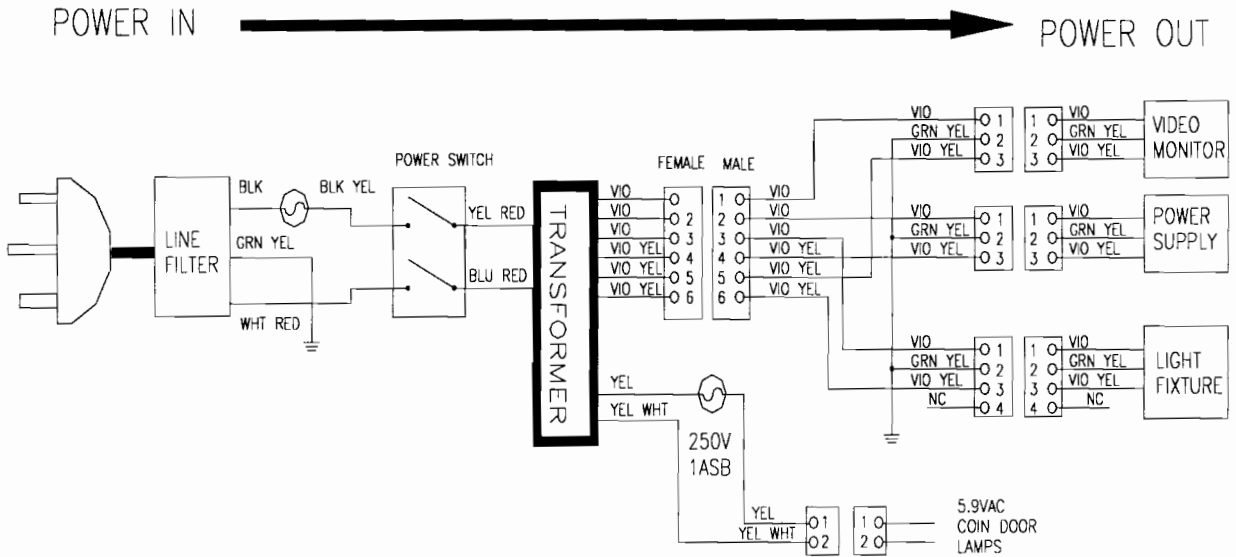 POWER IN
POWER OUT
LINE
FILTER
BLK
BLK YEL
GRN YEL
WHT RED
POWER SWITCH
YEL RED
BLU RED
TRANSFORMER
VIO
VIO
VIO
VIO YEL
VIO YEL
VIO YEL
FEMALE
2
3
4
5
6
MALE
1
2
3
4
5
6
VIO
VIO
VIO
VIO YEL
VIO YEL
VIO YEL
VIO
GRN YEL
VIO YEL
1
2
3
1
2
3
VIO
GRN YEL
VIO YEL
VIDEO
MONITOR
VIO
GRN YEL
VIO YEL
1
2
3
1
2
3
VIO
GRN YEL
VIO YEL
POWER
SUPPLY
VIO
GRN YEL
VIO YEL
NC
1
2
3
4
1
2
3
4
VIO
GRN YEL
VIO YEL
NC
LIGHT
FIXTURE
YEL
YEL WHT
250V
1ASB
YEL
YEL WHT
1
2
1
2
5.9VAC
COIN DOOR
LAMPS